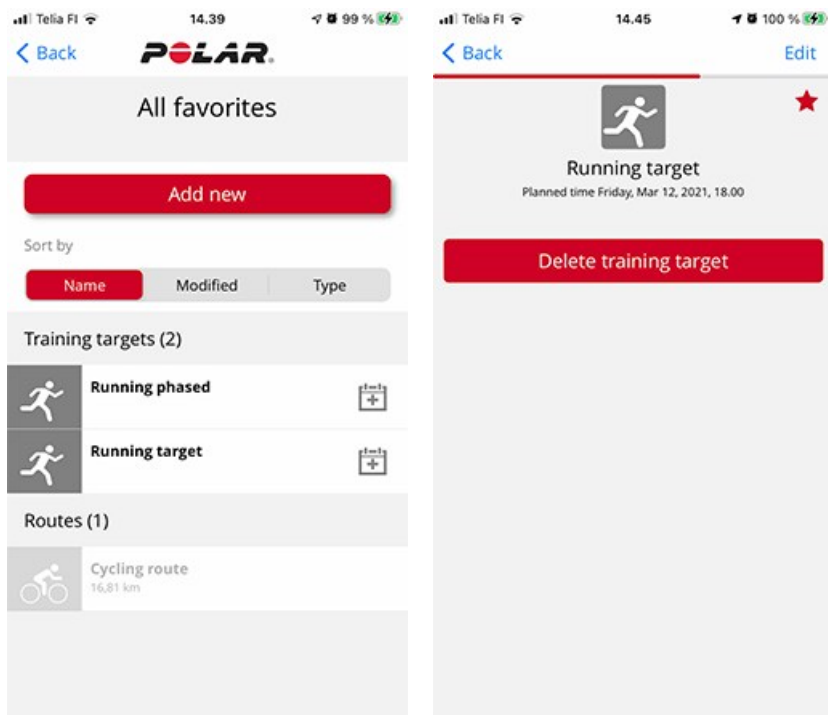 Telia FI 14.39 99 %
Back POLAR.
All favorites
Add new
Sort by
Name Modified Type
Training targets (2)
Running phased
Running target
Routes (1)
Cycling route
16,81 km
Telia FI 14.45 100 %
Back Edit
Running target
Planned time Friday, Mar 12, 2021, 18.00
Delete training target